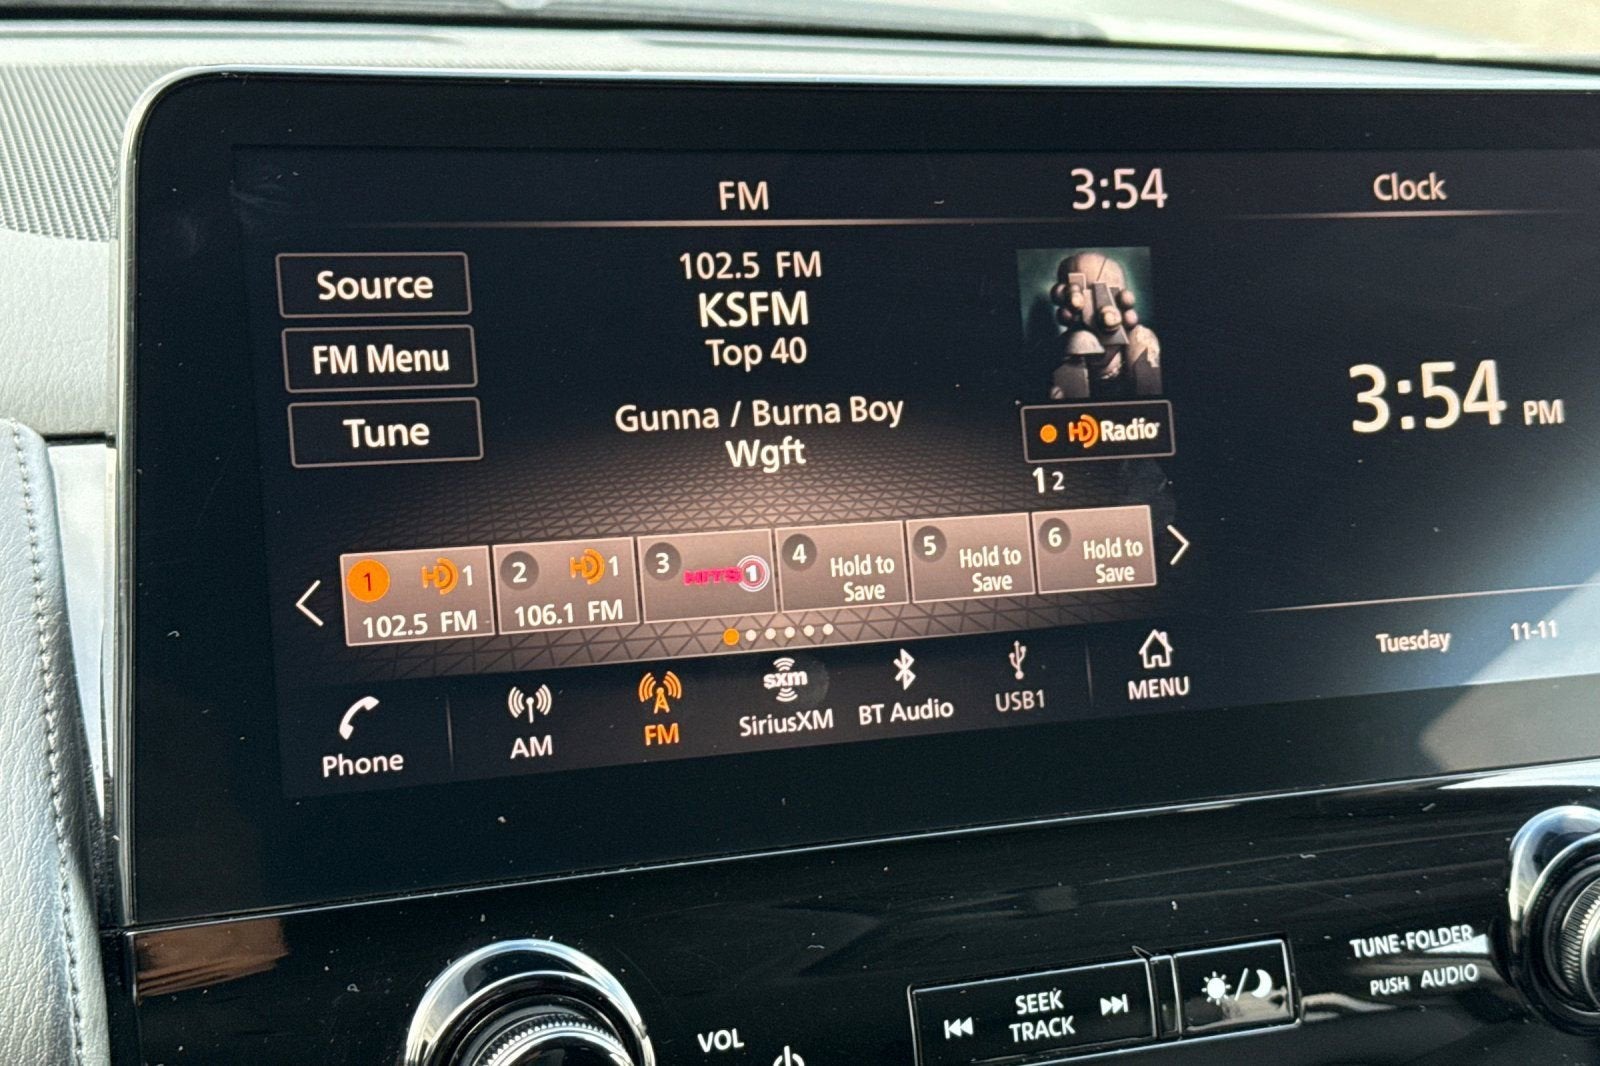 FM
3:54
Clock
Source
FM Menu
Tune
102.5 FM
KSFM
Top 40
Gunna / Burna Boy
Wgft
HD Radio
1 2
3:54 PM
1 HD 1
102.5 FM
2 HD 1
106.1 FM
3 HITS 1
4 Hold to
Save
5 Hold to
Save
6 Hold to
Save
Tuesday 11-11
Phone
AM
FM
sxm
SiriusXM
BT Audio
USB1
MENU
VOL
SEEK
TRACK
TUNE·FOLDER
PUSH AUDIO